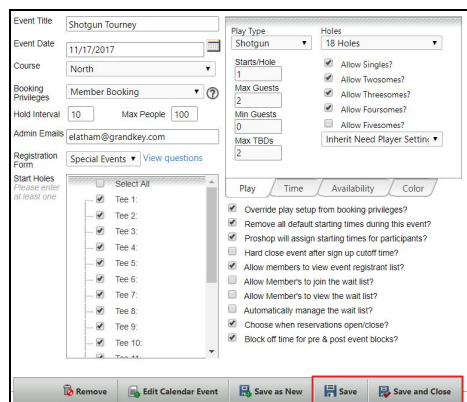 Event Title Shotgun Tourney
Event Date 11/17/2017
Course North
Booking Privileges Member Booking ?
Hold Interval 10 Max People 100
Admin Emails elatham@grandkey.com
Registration Form Special Events View questions
Start Holes
Please enter at least one
Select All
Tee 1:
Tee 2:
Tee 3:
Tee 4:
Tee 5:
Tee 6:
Tee 7:
Tee 8:
Tee 9:
Tee 10:
Tee 11:
Play Type Holes
Shotgun 18 Holes
Starts/Hole
1
Max Guests
2
Min Guests
0
Max TBDs
2
Allow Singles?
Allow Twosomes?
Allow Threesomes?
Allow Foursomes?
Allow Fivesomes?
Inherit Need Player Setting
Play Time Availability Color
Override play setup from booking privileges?
Remove all default starting times during this event?
Proshop will assign starting times for participants?
Hard close event after sign up cutoff time?
Allow members to view event registrant list?
Allow Member's to join the wait list?
Allow Member's to view the wait list?
Automatically manage the wait list?
Choose when reservations open/close?
Block off time for pre & post event blocks?
Remove Edit Calendar Event Save as New Save Save and Close